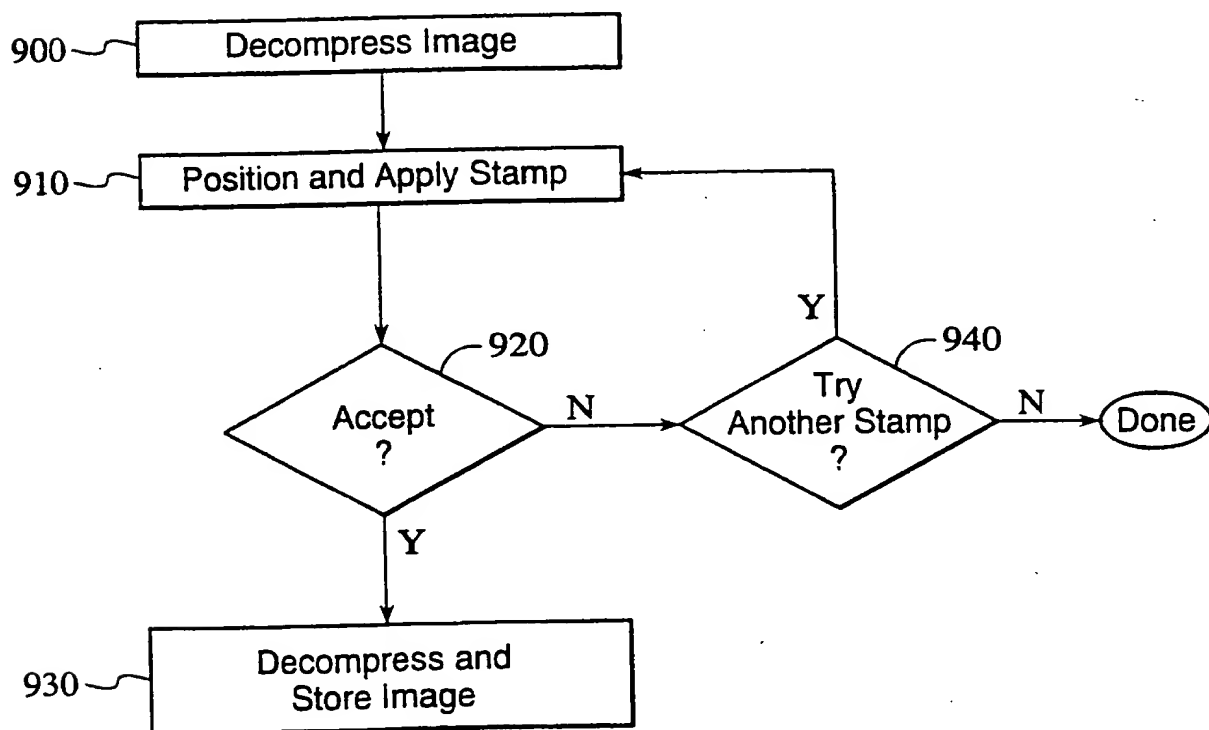 900
Decompress Image
910
Position and Apply Stamp
Y
920
940
Accept
?
N
Try
Another Stamp
?
N
Done
Y
930
Decompress and
Store Image